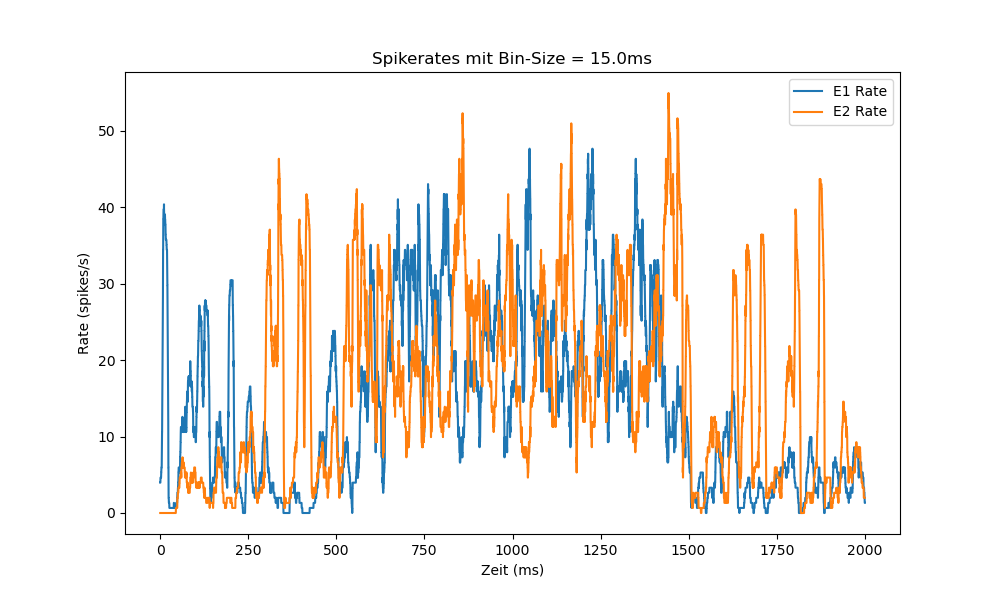 Spikerates mit Bin-Size = 15.0ms
E1 Rate
E2 Rate
50
40
30
20
10
0
Rate (spikes/s)
0 250 500 750 1000 1250 1500 1750 2000
Zeit (ms)